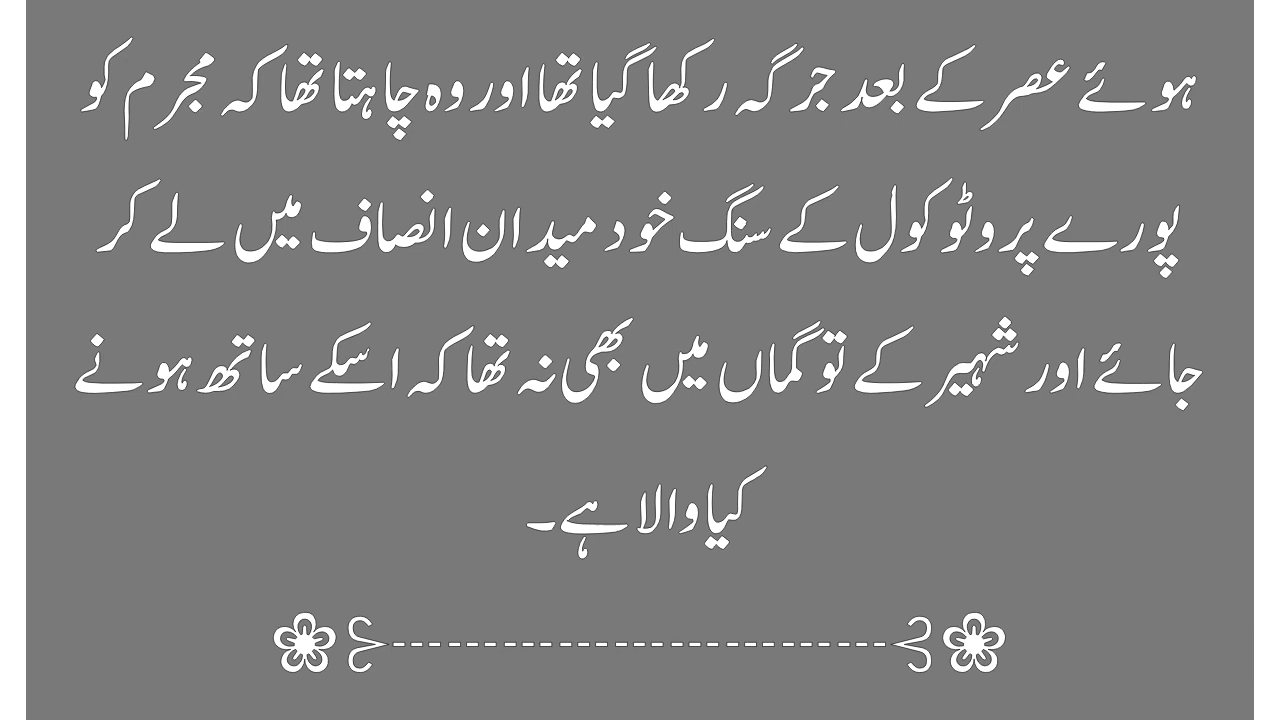 ہوئے عصر کے بعد جرگہ رکھا گیا تھا اور وہ چاہتا تھا کہ مجرم کو
پورے پروٹوکول کے سنگ خود میدان انصاف میں لے کر
جائے اور شہیر کے تو گماں میں بھی نہ تھا کہ اسکے ساتھ ہونے
کیا والا ہے۔